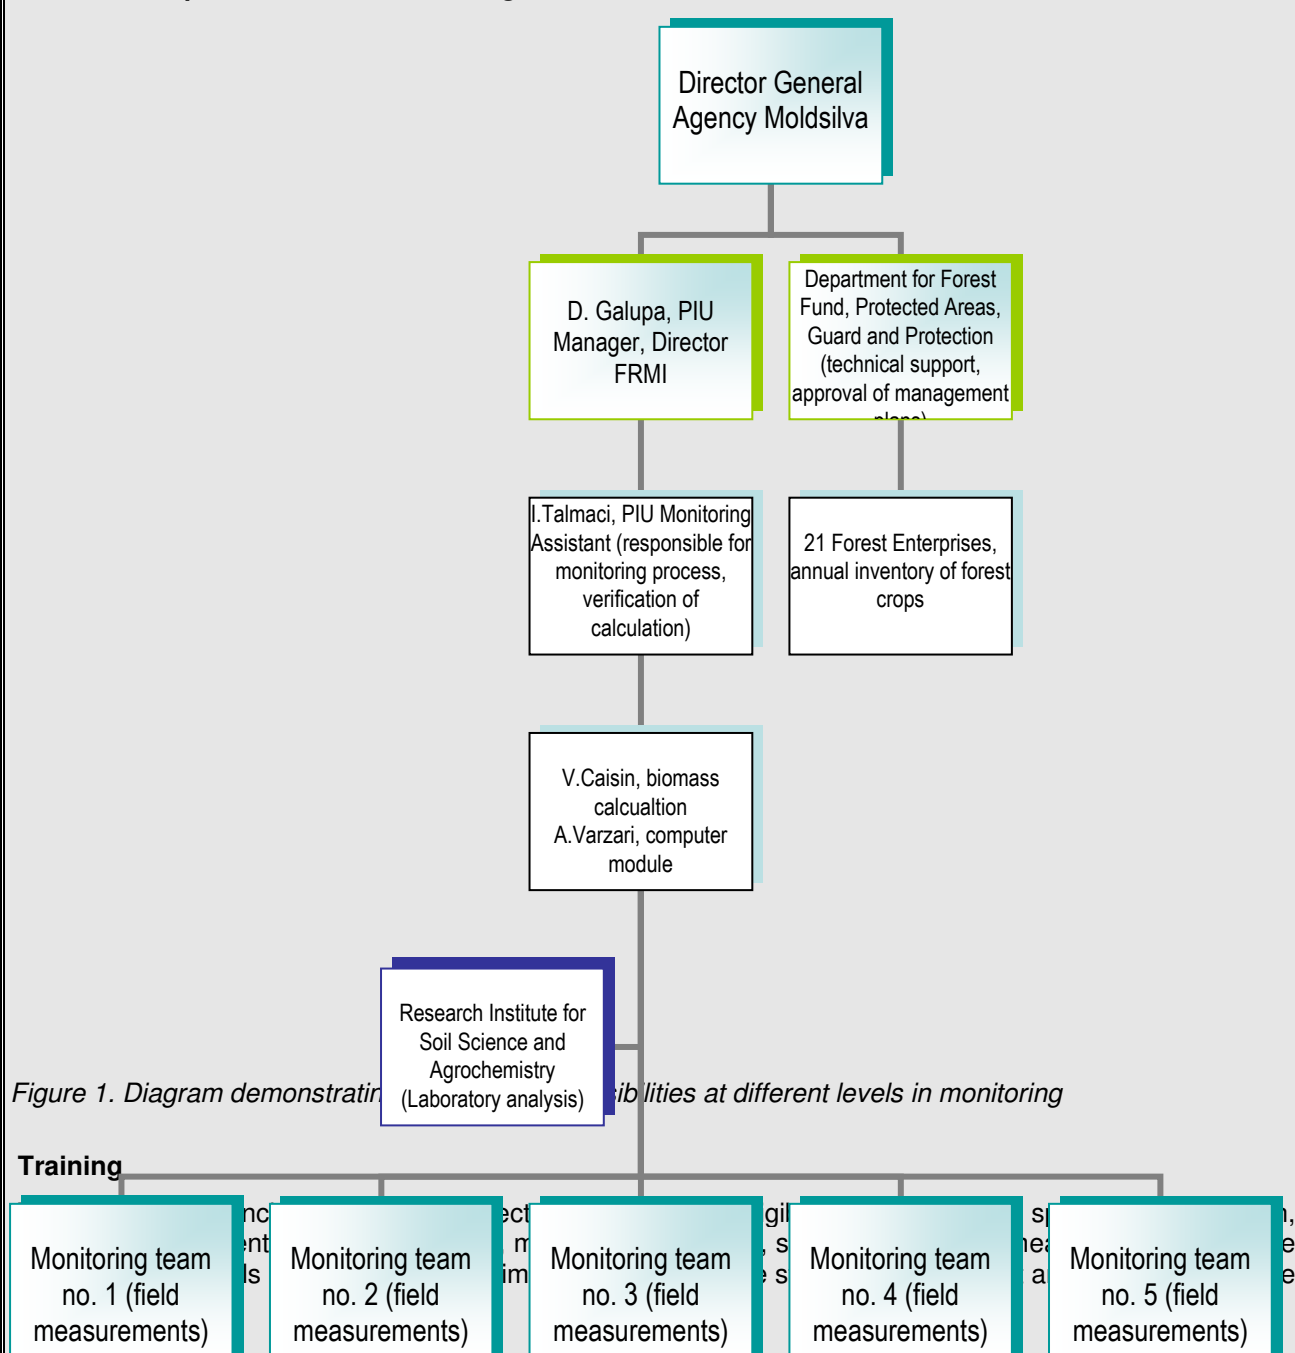 Director General
Agency Moldsilva
D. Galupa, PIU
Manager, Director
FRMI
Department for Forest
Fund, Protected Areas,
Guard and Protection
(technical support,
approval of management
plans)
I.Talmaci, PIU Monitoring
Assistant (responsible for
monitoring process,
verification of
calculation)
21 Forest Enterprises,
annual inventory of forest
crops
V.Caisin, biomass
calcualtion
A.Varzari, computer
module
Research Institute for
Soil Science and
Agrochemistry
(Laboratory analysis)
Figure 1. Diagram at different levels in monitoring
Training
Monitoring team
no. 1 (field
measurements)
Monitoring team
no. 2 (field
measurements)
Monitoring team
no. 3 (field
measurements)
Monitoring team
no. 4 (field
measurements)
Monitoring team
no. 5 (field
measurements)